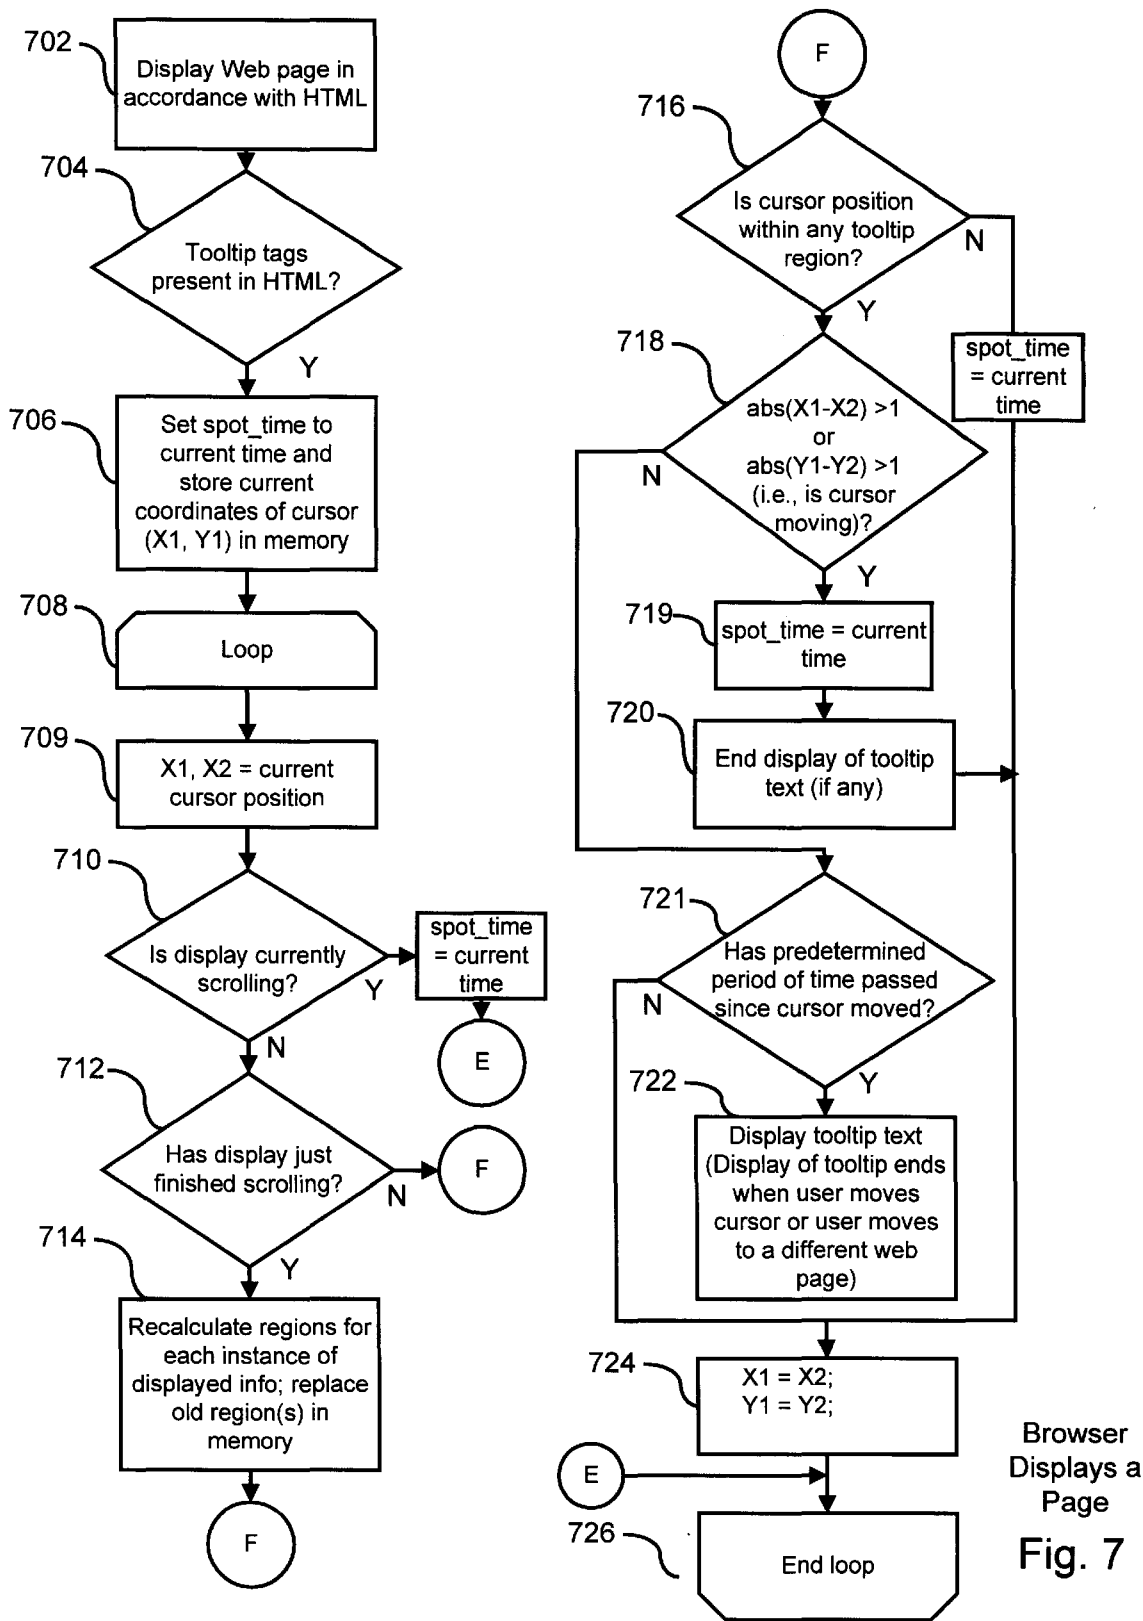 702
Display Web page in
accordance with HTML
704
Tooltip tags
present in HTML?
Y
706
Set spot_time to
current time and
store current
coordinates of cursor
(X1, Y1) in memory
708
Loop
709
X1, X2 = current
cursor position
710
Is display currently
scrolling?
Y
spot_time
= current
time
E
N
712
Has display just
finished scrolling?
N
F
Y
714
Recalculate regions for
each instance of
displayed info; replace
old region(s) in
memory
F
F
716
Is cursor position
within any tooltip
region?
N
spot_time
= current
time
Y
718
abs(X1-X2) >1
or
abs(Y1-Y2) >1
(i.e., is cursor
moving)?
N
Y
719
spot_time = current
time
720
End display of tooltip
text (if any)
721
Has predetermined
period of time passed
since cursor moved?
N
Y
722
Display tooltip text
(Display of tooltip ends
when user moves
cursor or user moves
to a different web
page)
724
X1 = X2;
Y1 = Y2;
E
726
End loop
Browser
Displays a
Page
Fig. 7